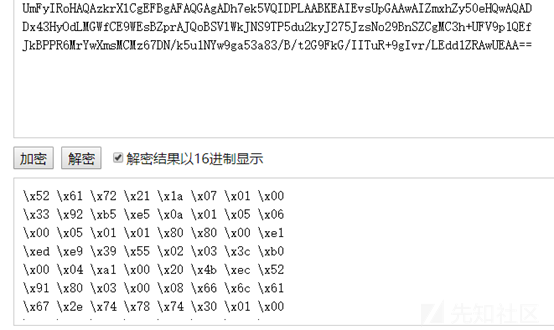 UmFyIRoHAQAzkrXlCgEFBgAFAQGAgADh7ek5VQIDPLAABKEAIEvsUpGAAwAIZmxhZy50eHQwAQAD
Dx43HyOdLMGWfCE9WEsBZprAJQoBSV1WkJNS9TP5du2kyJ275JzsNo29BnSZCgMC3h+UFV9p1QEf
JkBPPR6MrYwXmsMCMz67DN/k5u1NYw9ga53a83/B/t2G9FkG/IITuR+9gIvr/LEdd1ZRAwUEAA==
加密 解密 解密结果以16进制显示
\x52 \x61 \x72 \x21 \x1a \x07 \x01 \x00
\x33 \x92 \xb5 \xe5 \x0a \x01 \x05 \x06
\x00 \x05 \x01 \x01 \x80 \x80 \x00 \xe1
\xed \xe9 \x39 \x55 \x02 \x03 \x3c \xb0
\x00 \x04 \xa1 \x00 \x20 \x4b \xec \x52
\x91 \x80 \x03 \x00 \x08 \x66 \x6c \x61
\x67 \x2e \x74 \x78 \x74 \x30 \x01 \x00
先知社区